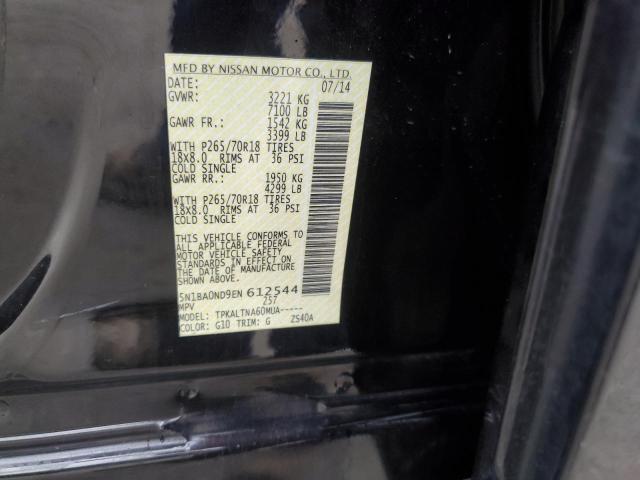 MFD BY NISSAN MOTOR CO., LTD.
DATE: 07/14
GVWR: 3221 KG
7100 LB
GAWR FR.: 1542 KG
3399 LB
WITH P265/70R18 TIRES
18X8.0 RIMS AT 36 PSI
COLD SINGLE
GAWR RR.: 1950 KG
4299 LB
WITH P265/70R18 TIRES
18X8.0 RIMS AT 36 PSI
COLD SINGLE
THIS VEHICLE CONFORMS TO
ALL APPLICABLE FEDERAL
MOTOR VEHICLE SAFETY
STANDARDS IN EFFECT ON
THE DATE OF MANUFACTURE
SHOWN ABOVE.
5N1BA0ND9EN 612544
MPV Z57
MODEL: TPKALTNA60MUA-----
COLOR: G10 TRIM: G ZS40A